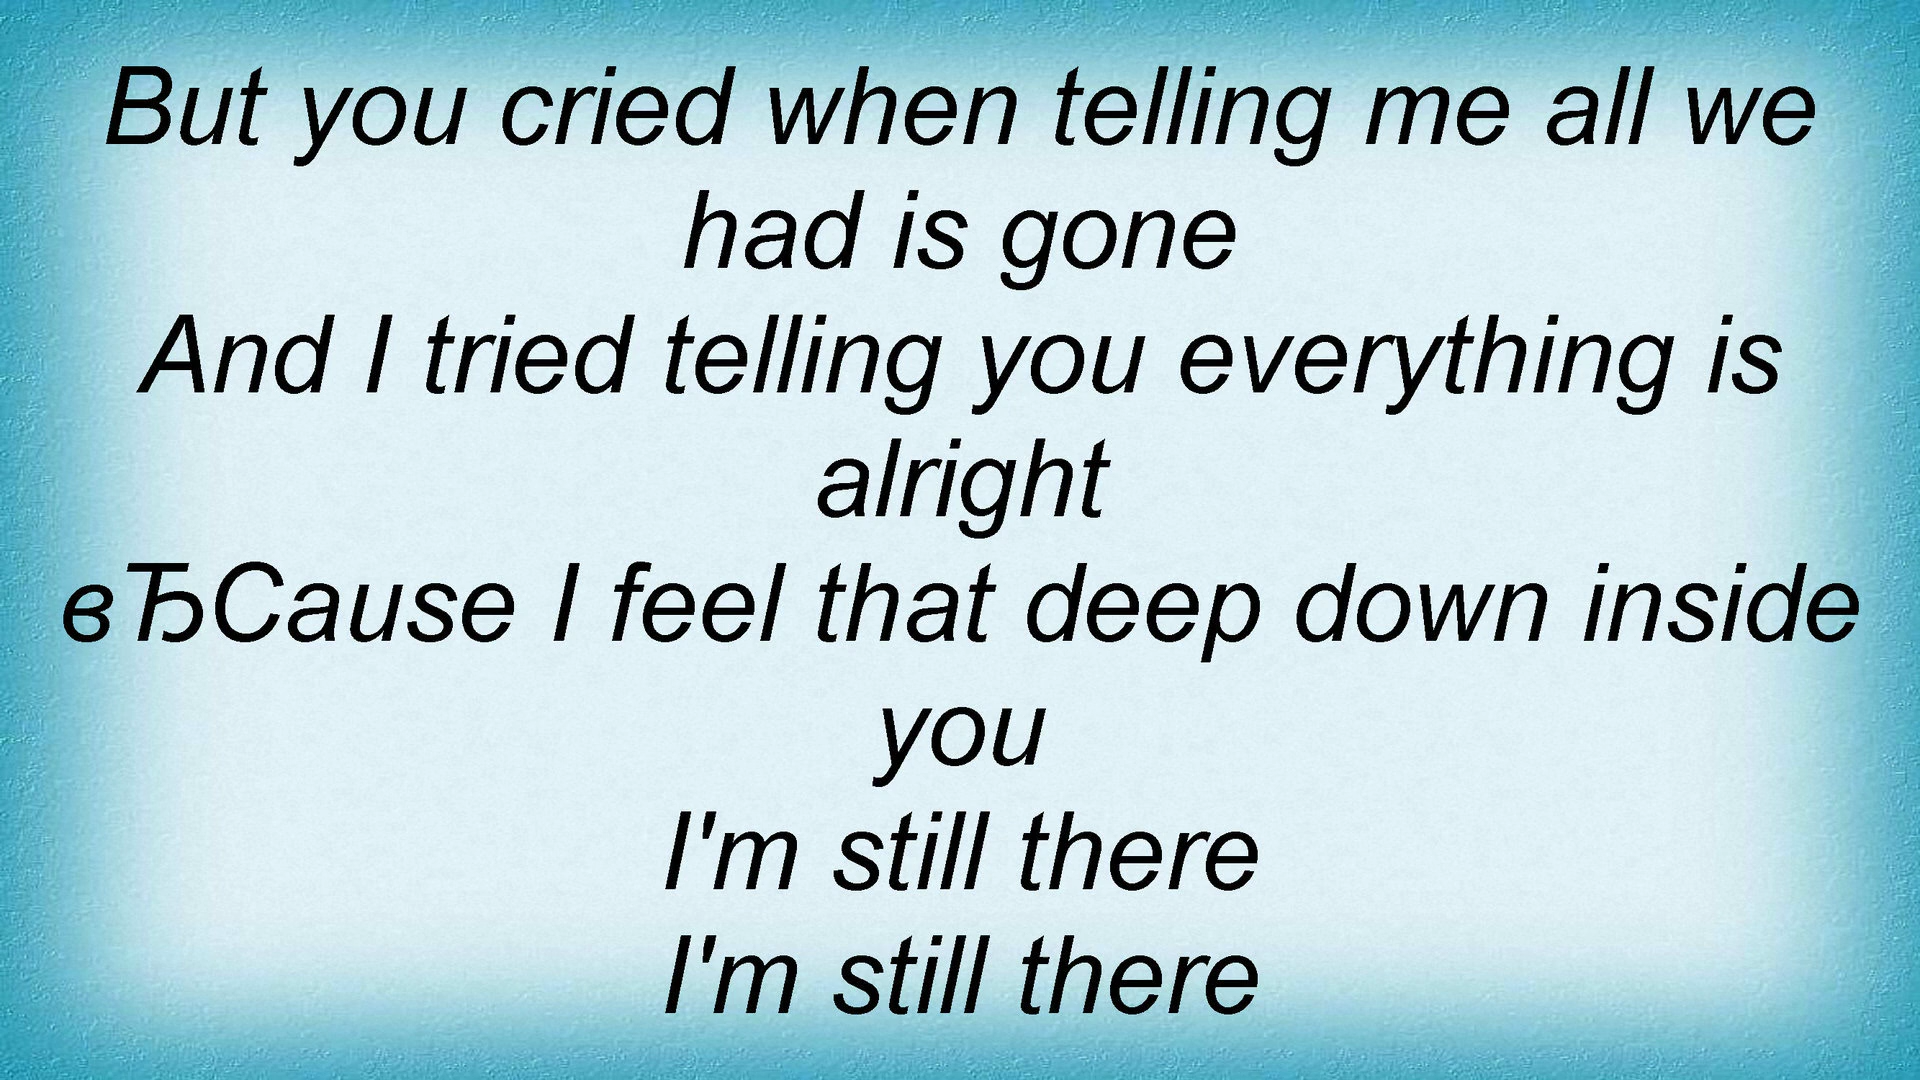 But you cried when telling me all we
had is gone
And I tried telling you everything is
alright
вЂCause I feel that deep down inside
you
I'm still there
I'm still there